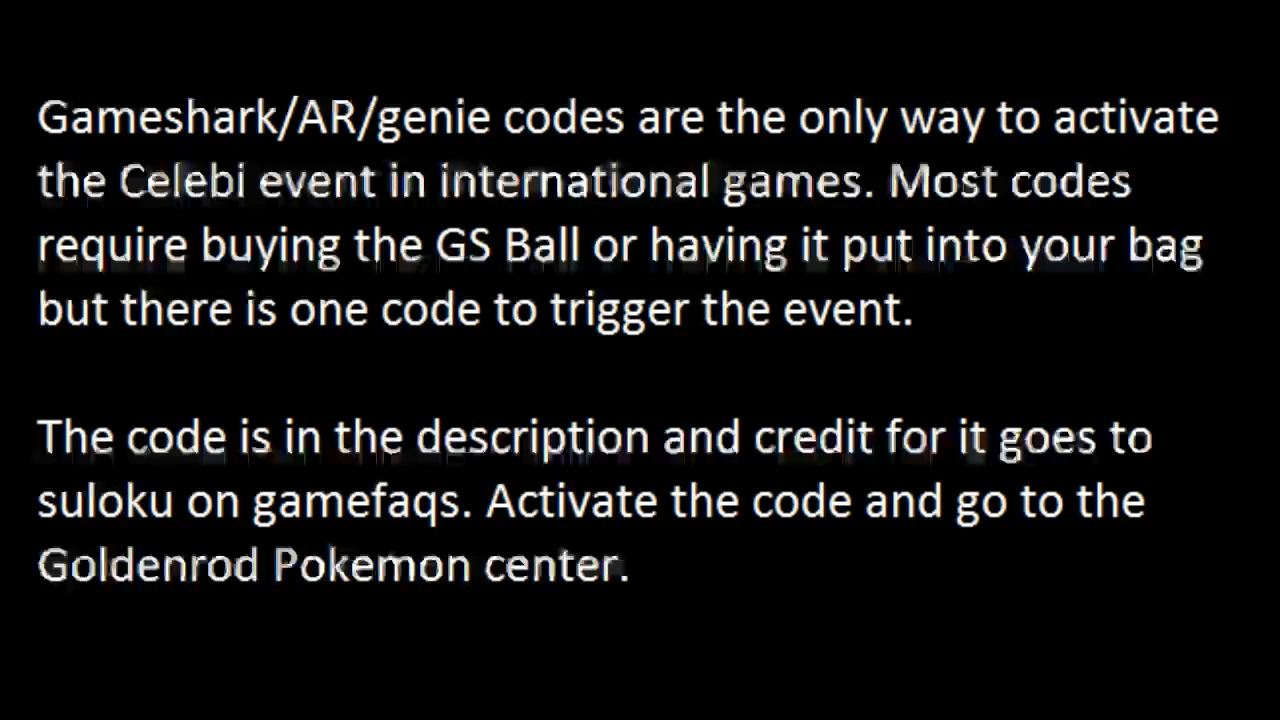 Gameshark/AR/genie codes are the only way to activate
the Celebi event in international games. Most codes
require buying the GS Ball or having it put into your bag
but there is one code to trigger the event.
The code is in the description and credit for it goes to
suloku on gamefaqs. Activate the code and go to the
Goldenrod Pokemon center.